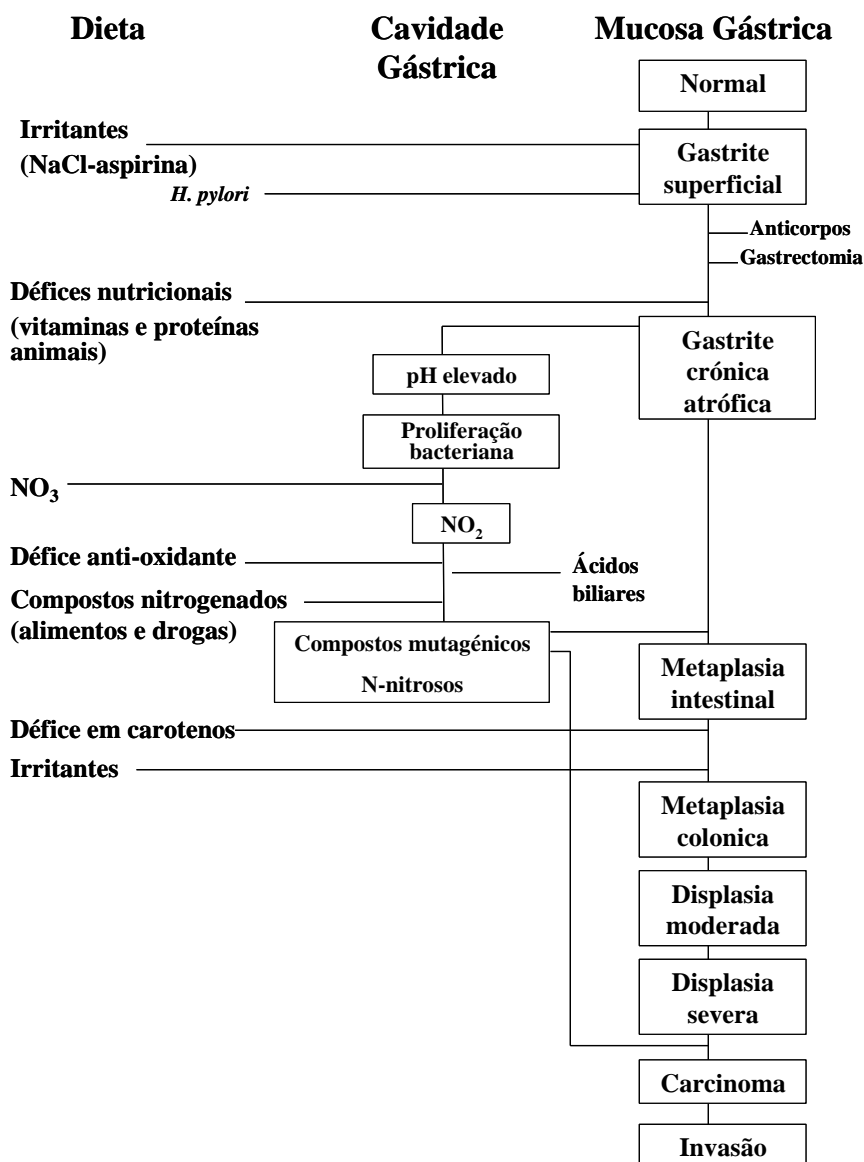 Dieta
Cavidade
Gástrica
Mucosa Gástrica
Normal
Irritantes
(NaCl-aspirina)
H. pylori
Gastrite
superficial
Anticorpos
Gastrectomia
Défices nutricionais
(vitaminas e proteínas
animais)
Gastrite
crónica
atrófica
pH elevado
Proliferação
bacteriana
NO3
NO2
Défice anti-oxidante
Ácidos
biliares
Compostos nitrogenados
(alimentos e drogas)
Compostos mutagénicos
N-nitrosos
Metaplasia
intestinal
Défice em carotenos
Irritantes
Metaplasia
colonica
Displasia
moderada
Displasia
severa
Carcinoma
Invasão